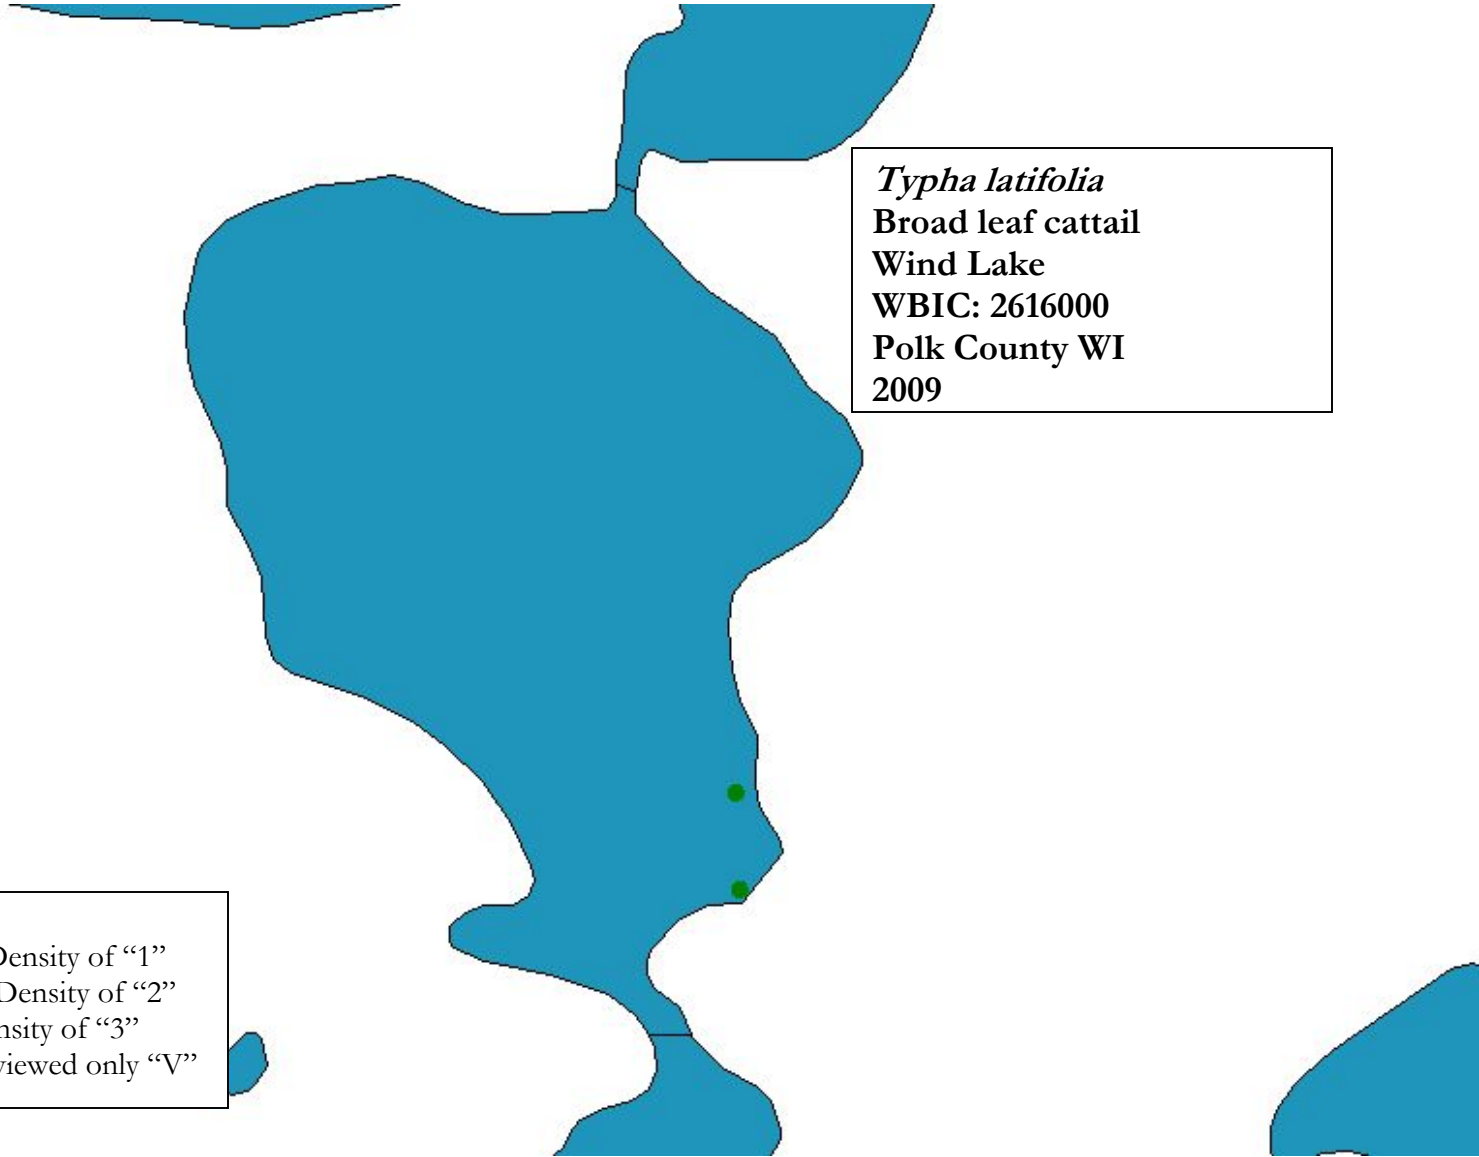 Typha latifolia
Broad leaf cattail
Wind Lake
WBIC: 2616000
Polk County WI
2009
Density of “1”
Density of “2”
of “3”
viewed only “V”